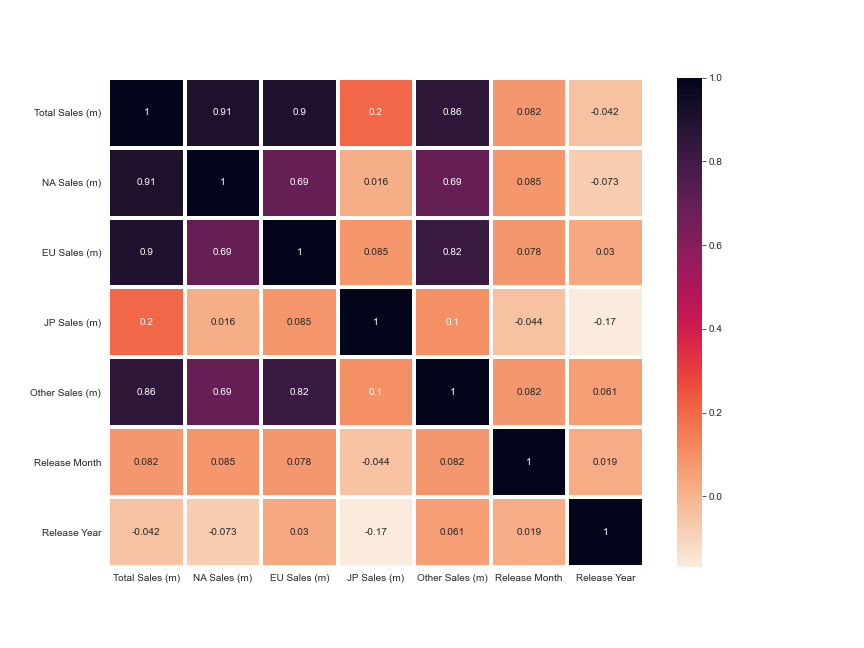 Total Sales (m) 1 0.91 0.9 0.2 0.86 0.082 -0.042
NA Sales (m) 0.91 1 0.69 0.016 0.69 0.085 -0.073
EU Sales (m) 0.9 0.69 1 0.085 0.82 0.078 0.03
JP Sales (m) 0.2 0.016 0.085 1 0.1 -0.044 -0.17
Other Sales (m) 0.86 0.69 0.82 0.1 1 0.082 0.061
Release Month 0.082 0.085 0.078 -0.044 0.082 1 0.019
Release Year -0.042 -0.073 0.03 -0.17 0.061 0.019 1
Total Sales (m) NA Sales (m) EU Sales (m) JP Sales (m) Other Sales (m) Release Month Release Year
1.0
0.8
0.6
0.4
0.2
0.0